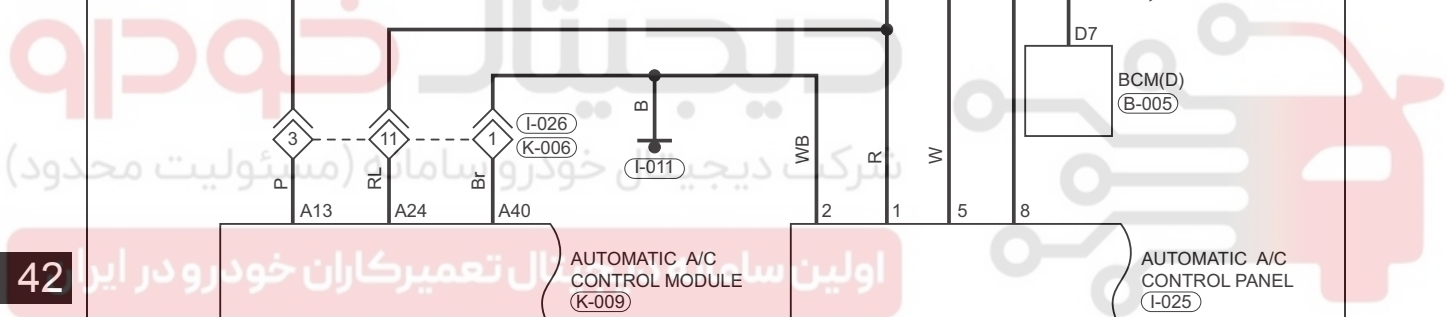 دیجیتال خودرو
D7
BCM(D)
B-005
B
3
11
1
I-026
K-006
I-011
شرکت دیجیتال خودرو سامانه (مسئولیت محدود)
P
RL
Br
WB
R
W
A13
A24
A40
2
1
5
8
42
AUTOMATIC A/C
CONTROL MODULE
K-009
اولین سامانه دیجیتال تعمیرکاران خودرو در ایران
AUTOMATIC A/C
CONTROL PANEL
I-025